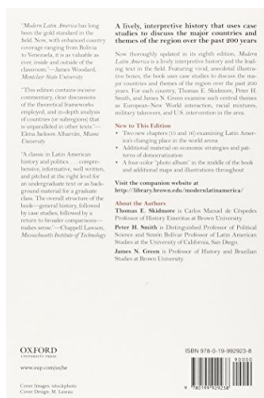 "Modern Latin America has long
been the gold standard in the
field. Now, with enhanced country
coverage ranging from Bolivia
to Venezuela, it is as valuable as
ever, inside and outside of the
classroom."—James Woodard,
Montclair State University
"This edition contains incisive
commentary, clear discussions
of the theoretical frameworks
employed, and in-depth analysis
of countries (or subregions) that
is unparalleled in other texts."—
Elena Jackson Albarrán, Miami
University
"A classic in Latin American
history and politics . . . compre-
hensive, informative, well written,
and pitched at the right level for
an undergraduate text or as back-
ground material for a graduate
class. The overall structure of the
book—general history, followed
by case studies, followed by a
return to broader comparisons—
makes sense."—Chappell Lawson,
Massachusetts Institute of Technology
OXFORD
UNIVERSITY PRESS
www.oup.com/us/he
Cover Images: istockphoto
Cover Design: M. Laseau
A lively, interpretive history that uses case
studies to discuss the major countries and
themes of the region over the past 200 years
Now thoroughly updated in its eighth edition, Modern
Latin America is a lively interpretive history and the lead-
ing text in the field. Featuring vivid, anecdotal illustra-
tive boxes, the book uses case studies to discuss the ma-
jor countries and themes of the region over the past 200
years. For each country, Thomas E. Skidmore, Peter H.
Smith, and James N. Green examine such central themes
as European–New World interaction, racial mixtures,
military takeover, and U.S. intervention in the area.
New to This Edition
• Two new chapters (15 and 16) examining Latin Amer-
ica's changing place in the world arena
• Additional material on economic strategies and pat-
terns of democratization
• A four-color "photo album" in the middle of the book
and additional maps and illustrations throughout
Visit the companion website at
http://library.brown.edu/modernlatinamerica/
About the Authors
Thomas E. Skidmore is Carlos Manuel de Céspedes
Professor of History Emeritus at Brown University.
Peter H. Smith is Distinguished Professor of Political
Science and Simón Bolívar Professor of Latin American
Studies at the University of California, San Diego.
James N. Green is Professor of History and Brazilian
Studies at Brown University.
ISBN 978-0-19-992923-8
90000
9 780199 929238